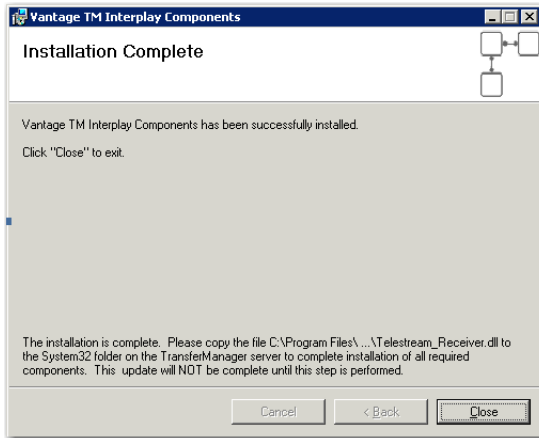 Vantage TM Interplay Components
Installation Complete
Vantage TM Interplay Components has been successfully installed.
Click "Close" to exit.
The installation is complete. Please copy the file C:\Program Files\ ...\Telestream_Receiver.dll to
the System32 folder on the TransferManager server to complete installation of all required
components. This update will NOT be complete until this step is performed.
Cancel
< Back
Close